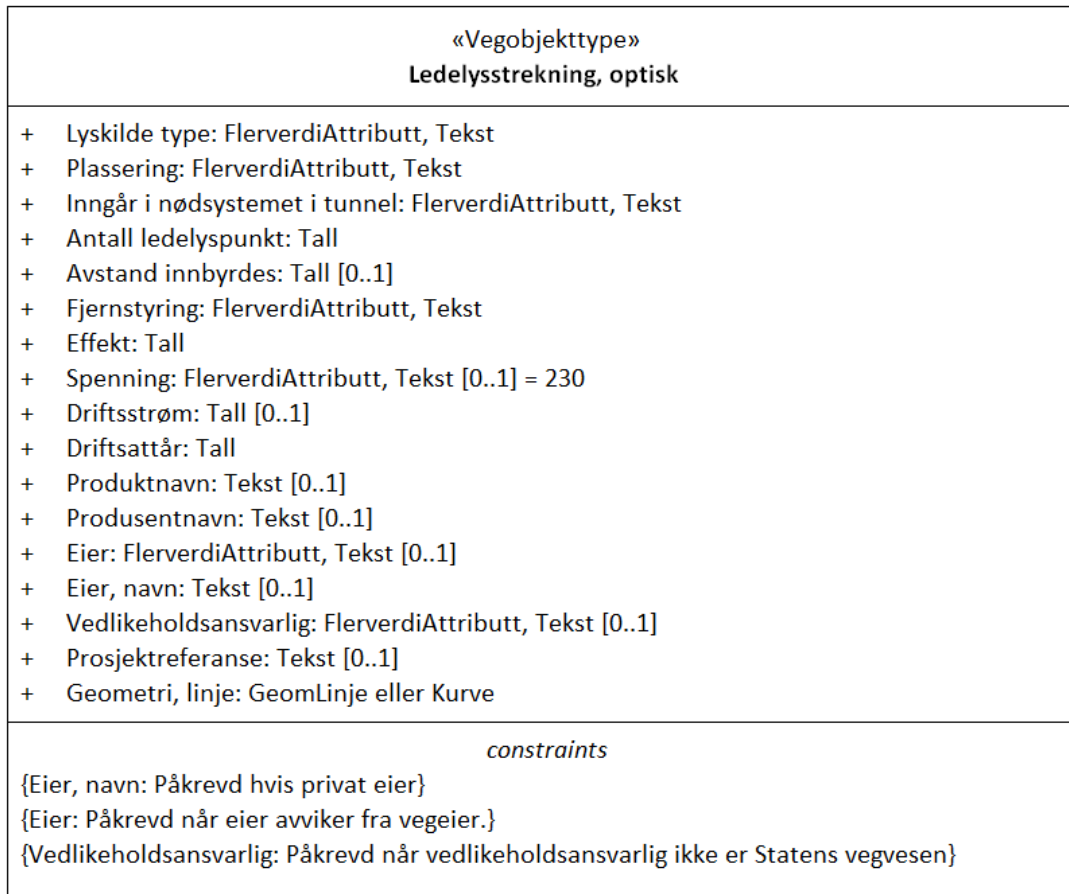 «Vegobjekttype»
Ledelysstrekning, optisk
+ Lyskilde type: FlerverdiAttributt, Tekst
+ Plassering: FlerverdiAttributt, Tekst
+ Inngår i nødsystemet i tunnel: FlerverdiAttributt, Tekst
+ Antall ledelyspunkt: Tall
+ Avstand innbyrdes: Tall [0..1]
+ Fjernstyring: FlerverdiAttributt, Tekst
+ Effekt: Tall
+ Spenning: FlerverdiAttributt, Tekst [0..1] = 230
+ Driftsstrøm: Tall [0..1]
+ Driftsattår: Tall
+ Produktnavn: Tekst [0..1]
+ Produsentnavn: Tekst [0..1]
+ Eier: FlerverdiAttributt, Tekst [0..1]
+ Eier, navn: Tekst [0..1]
+ Vedlikeholdsansvarlig: FlerverdiAttributt, Tekst [0..1]
+ Prosjektreferanse: Tekst [0..1]
+ Geometri, linje: GeomLinje eller Kurve
constraints
{Eier, navn: Påkrevd hvis privat eier}
{Eier: Påkrevd når eier avviker fra vegeier.}
{Vedlikeholdsansvarlig: Påkrevd når vedlikeholdsansvarlig ikke er Statens vegvesen}